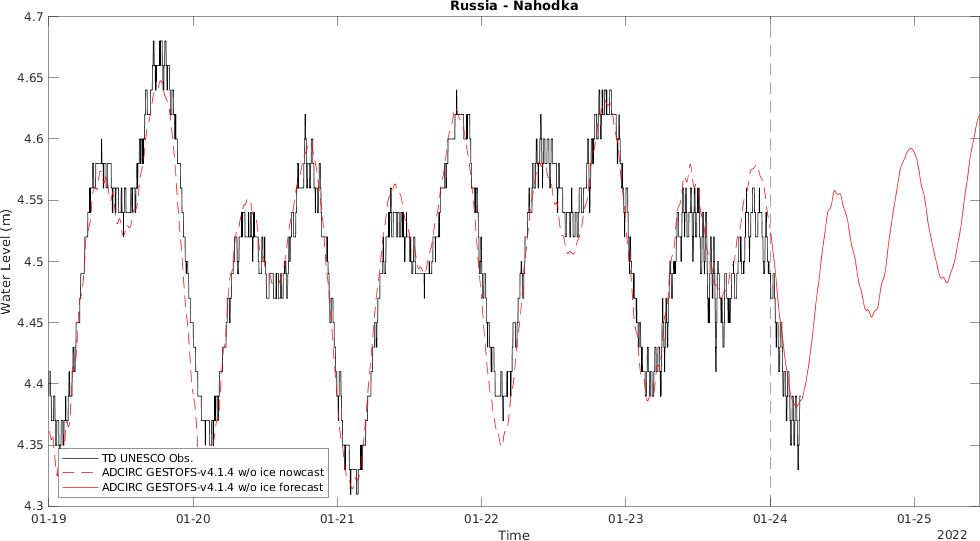 Russia - Nahodka
4.7
4.65
4.6
4.55
4.5
4.45
4.4
4.35
4.3
Water Level (m)
TD UNESCO Obs.
ADCIRC GESTOFS-v4.1.4 w/o ice nowcast
ADCIRC GESTOFS-v4.1.4 w/o ice forecast
01-19 01-20 01-21 01-22 01-23 01-24 01-25
Time
2022